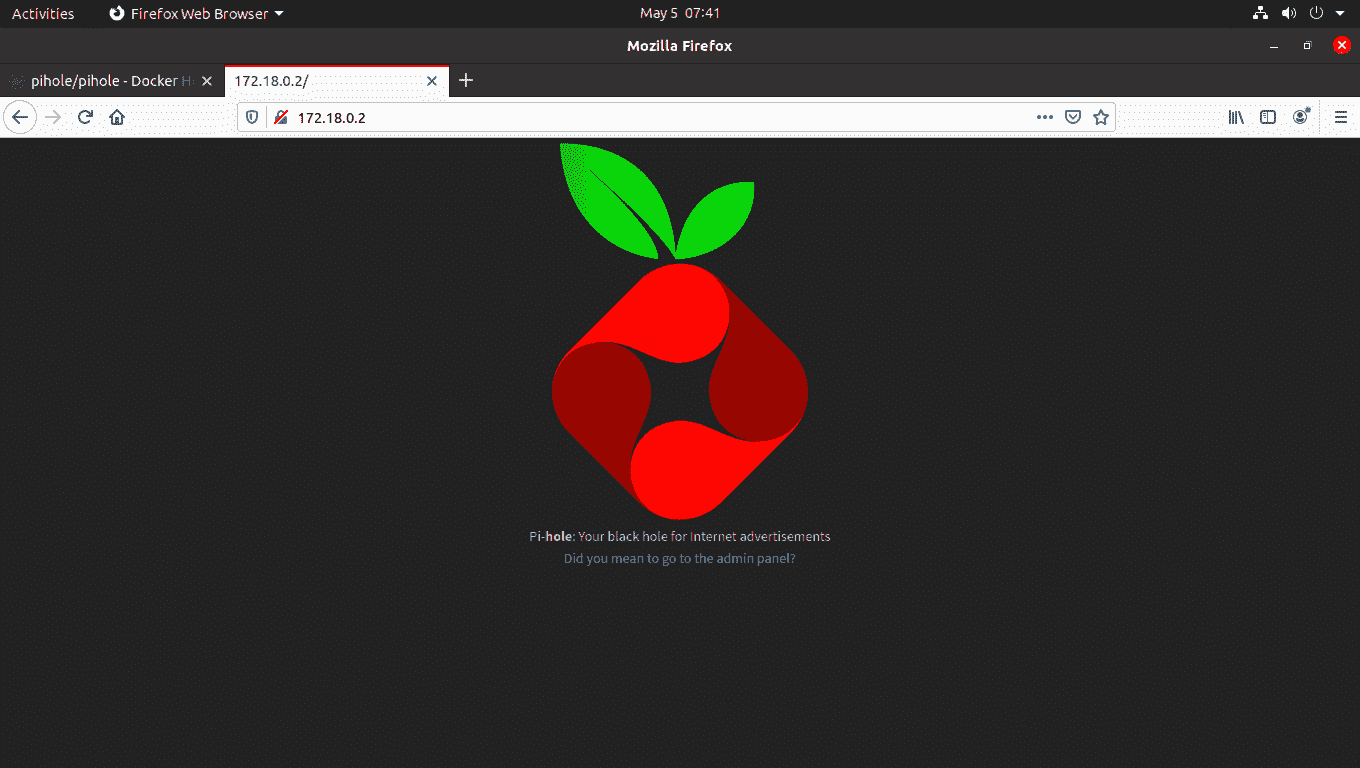 Activities Firefox Web Browser May 5 07:41
Mozilla Firefox
pihole/pihole - Docker H 172.18.0.2/
172.18.0.2
Pi-hole: Your black hole for Internet advertisements
Did you mean to go to the admin panel?